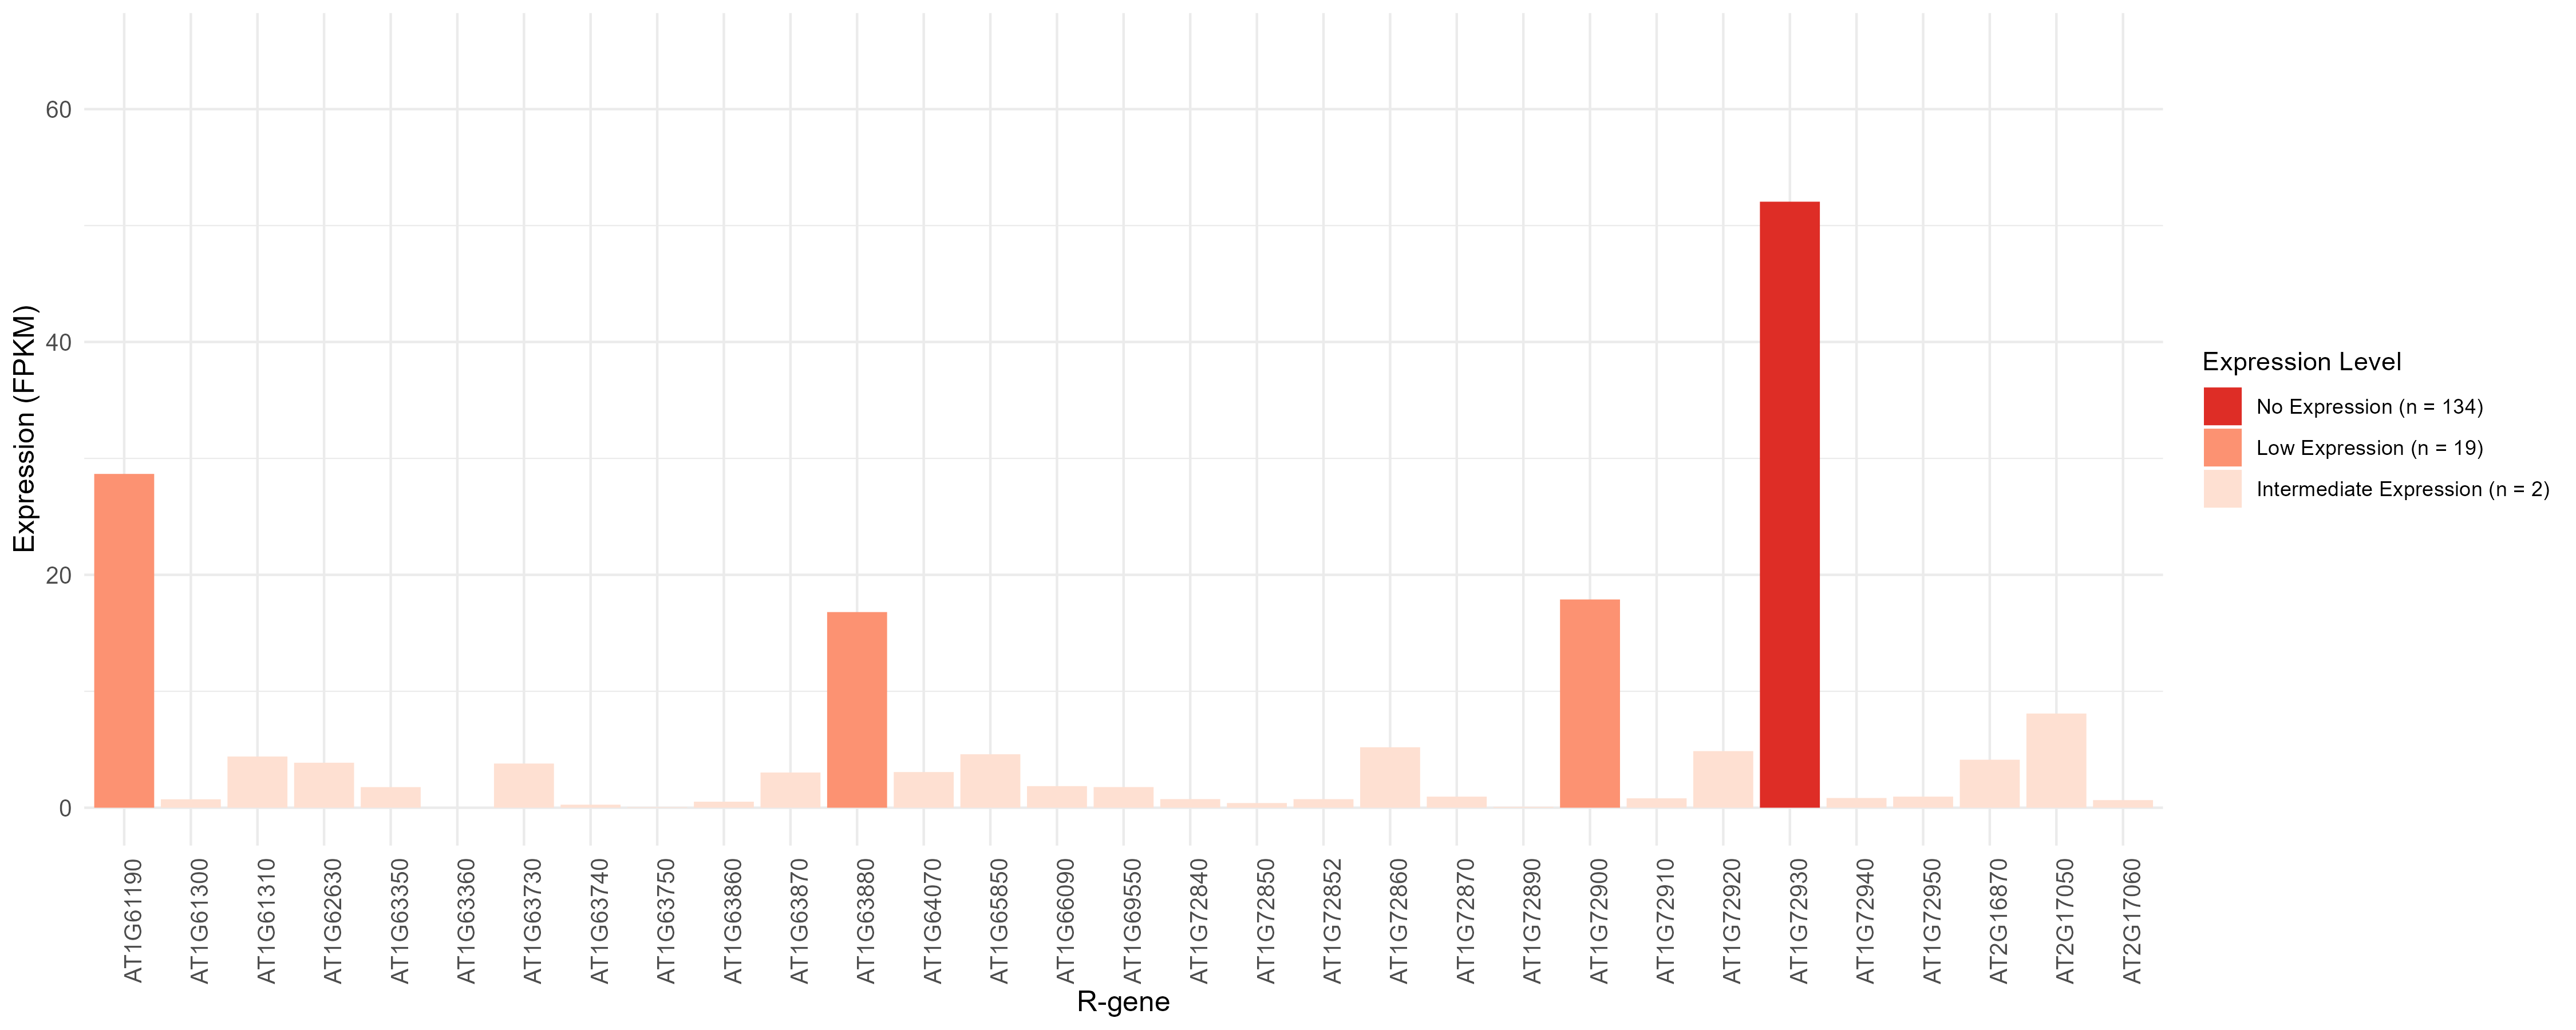 Expression (FPKM)
60
40
20
0
AT1G61190
AT1G61300
AT1G61310
AT1G62630
AT1G63350
AT1G63360
AT1G63730
AT1G63740
AT1G63750
AT1G63860
AT1G63870
AT1G63880
AT1G64070
AT1G65850
AT1G66090
AT1G69550
AT1G72840
AT1G72850
AT1G72852
AT1G72860
AT1G72870
AT1G72890
AT1G72900
AT1G72910
AT1G72920
AT1G72930
AT1G72940
AT1G72950
AT2G16870
AT2G17050
AT2G17060
R-gene
Expression Level
No Expression (n = 134)
Low Expression (n = 19)
Intermediate Expression (n = 2)